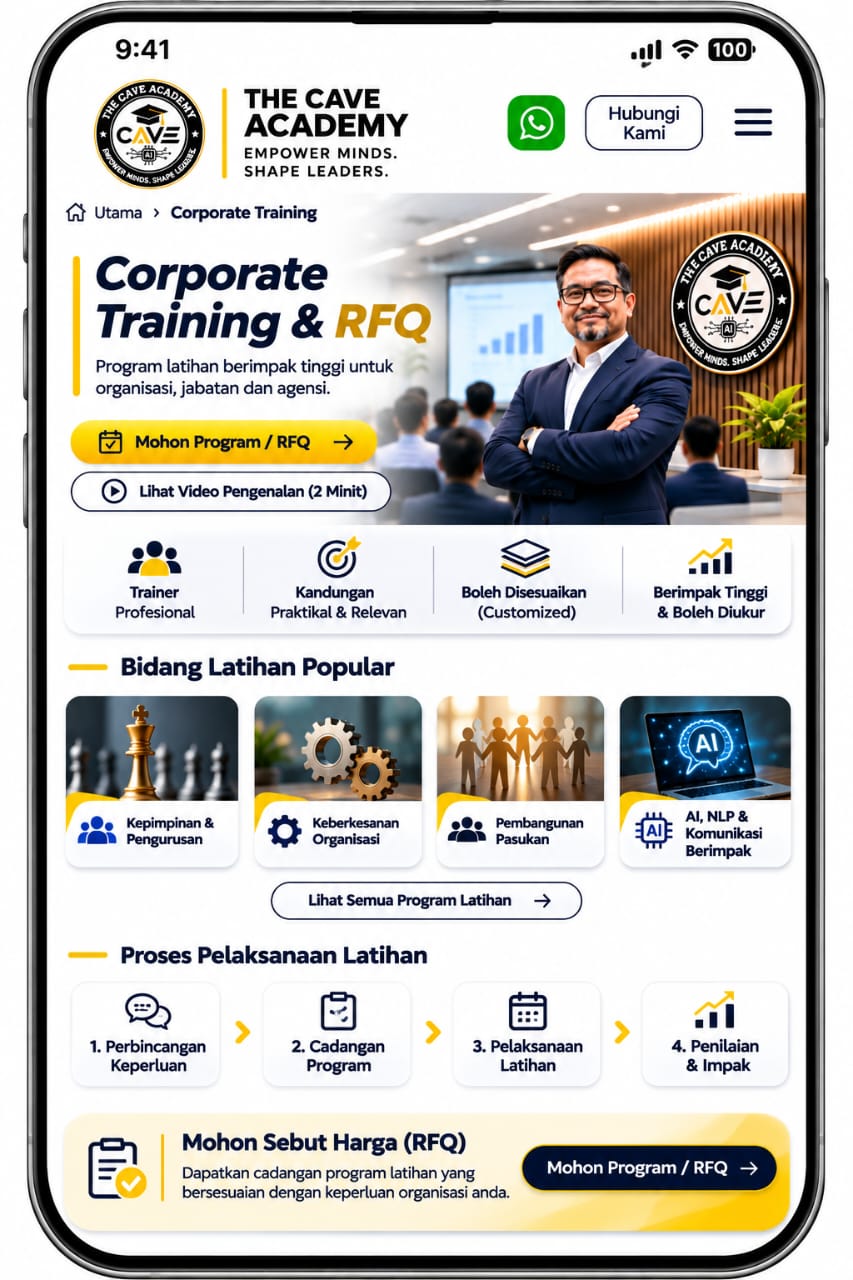 9:41
100
THE CAVE ACADEMY
CAVE
AI
EMPOWER MINDS. SHAPE LEADERS.
THE CAVE
ACADEMY
EMPOWER MINDS.
SHAPE LEADERS.
Hubungi
Kami
Utama › Corporate Training
Corporate
Training & RFQ
Program latihan berimpak tinggi untuk
organisasi, jabatan dan agensi.
THE CAVE ACADEMY
CAVE
AI
EMPOWER MINDS. SHAPE LEADERS.
Mohon Program / RFQ →
Lihat Video Pengenalan (2 Minit)
Trainer
Profesional
Kandungan
Praktikal & Relevan
Boleh Disesuaikan
(Customized)
Berimpak Tinggi
& Boleh Diukur
Bidang Latihan Popular
AI
Kepimpinan &
Pengurusan
Keberkesanan
Organisasi
Pembangunan
Pasukan
AI
AI, NLP &
Komunikasi
Berimpak
Lihat Semua Program Latihan →
Proses Pelaksanaan Latihan
1. Perbincangan
Keperluan
2. Cadangan
Program
3. Pelaksanaan
Latihan
4. Penilaian
& Impak
Mohon Sebut Harga (RFQ)
Dapatkan cadangan program latihan yang
bersesuaian dengan keperluan organisasi anda.
Mohon Program / RFQ →